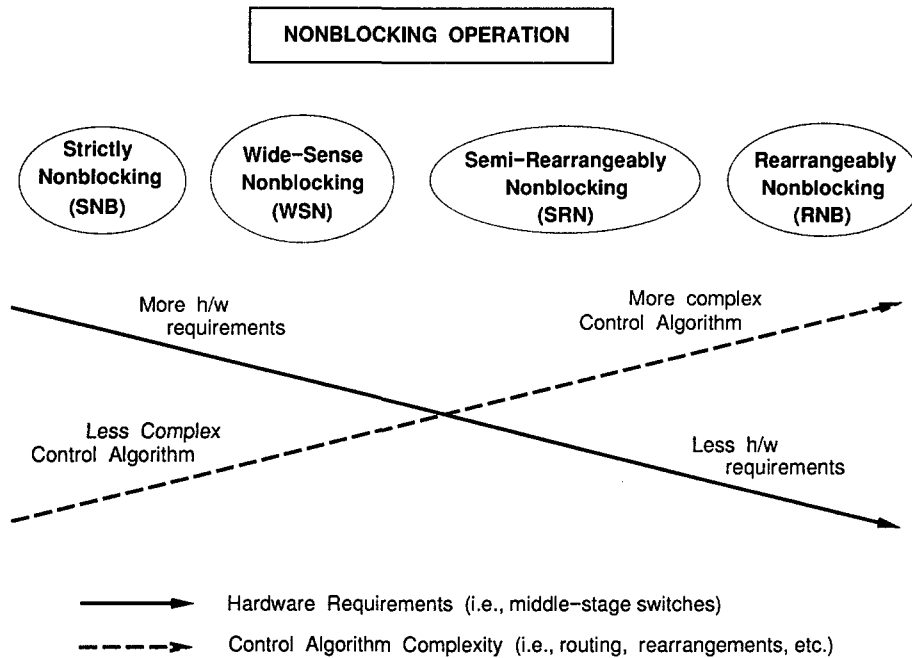 NONBLOCKING OPERATION
Strictly
Nonblocking
(SNB)
Wide-Sense
Nonblocking
(WSN)
Semi-Rearrangeably
Nonblocking
(SRN)
Rearrangeably
Nonblocking
(RNB)
More h/w
requirements
More complex
Control Algorithm
Less Complex
Control Algorithm
Less h/w
requirements
Hardware Requirements (i.e., middle-stage switches)
Control Algorithm Complexity (i.e., routing, rearrangements, etc.)